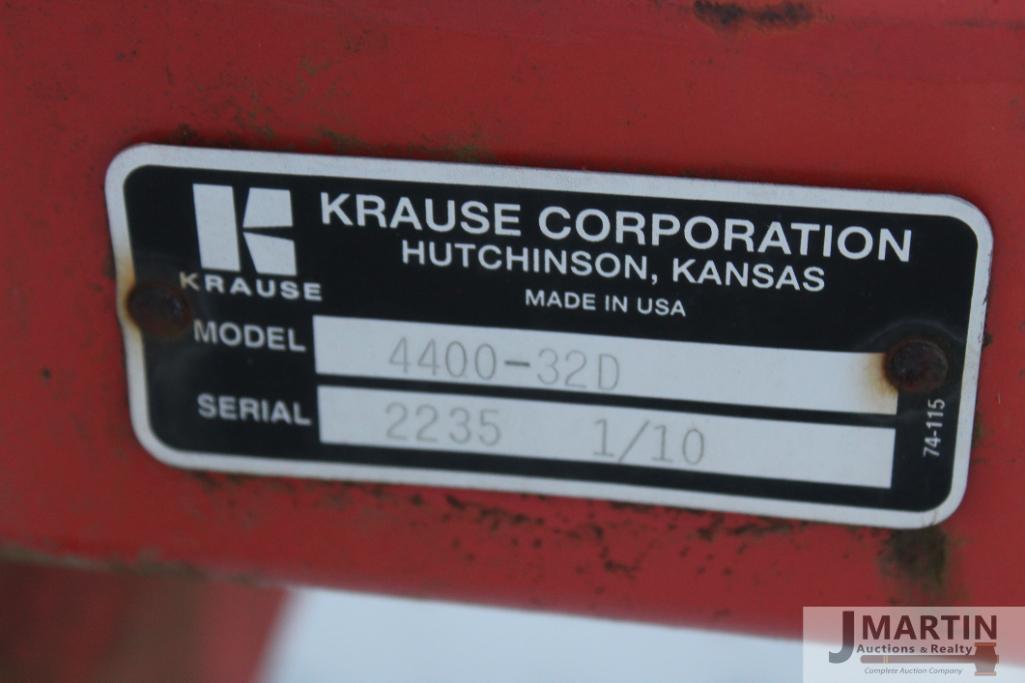 KRAUSE CORPORATION
HUTCHINSON, KANSAS
MADE IN USA
KRAUSE
MODEL 4400-32D
SERIAL 2235 1/10
74-115
J MARTIN
Auctions & Realty
Complete Auction Company